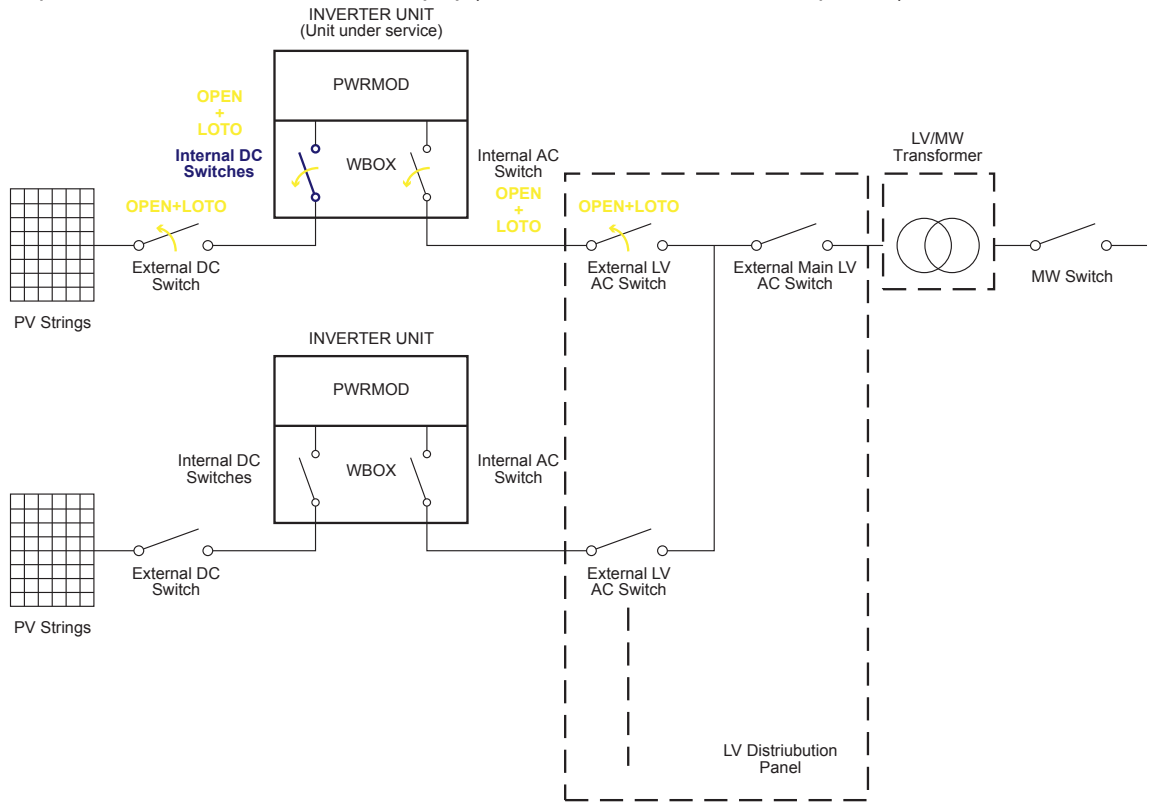 INVERTER UNIT
(Unit under service)
PWRMOD
OPEN
+
LOTO
Internal DC
Switches
WBOX
Internal AC
Switch
OPEN
+
LOTO
LV/MW
Transformer
OPEN+LOTO
OPEN+LOTO
External DC
Switch
External LV
AC Switch
External Main LV
AC Switch
MW Switch
PV Strings
INVERTER UNIT
PWRMOD
Internal DC
Switches
WBOX
Internal AC
Switch
External DC
Switch
External LV
AC Switch
PV Strings
LV Distriubution
Panel